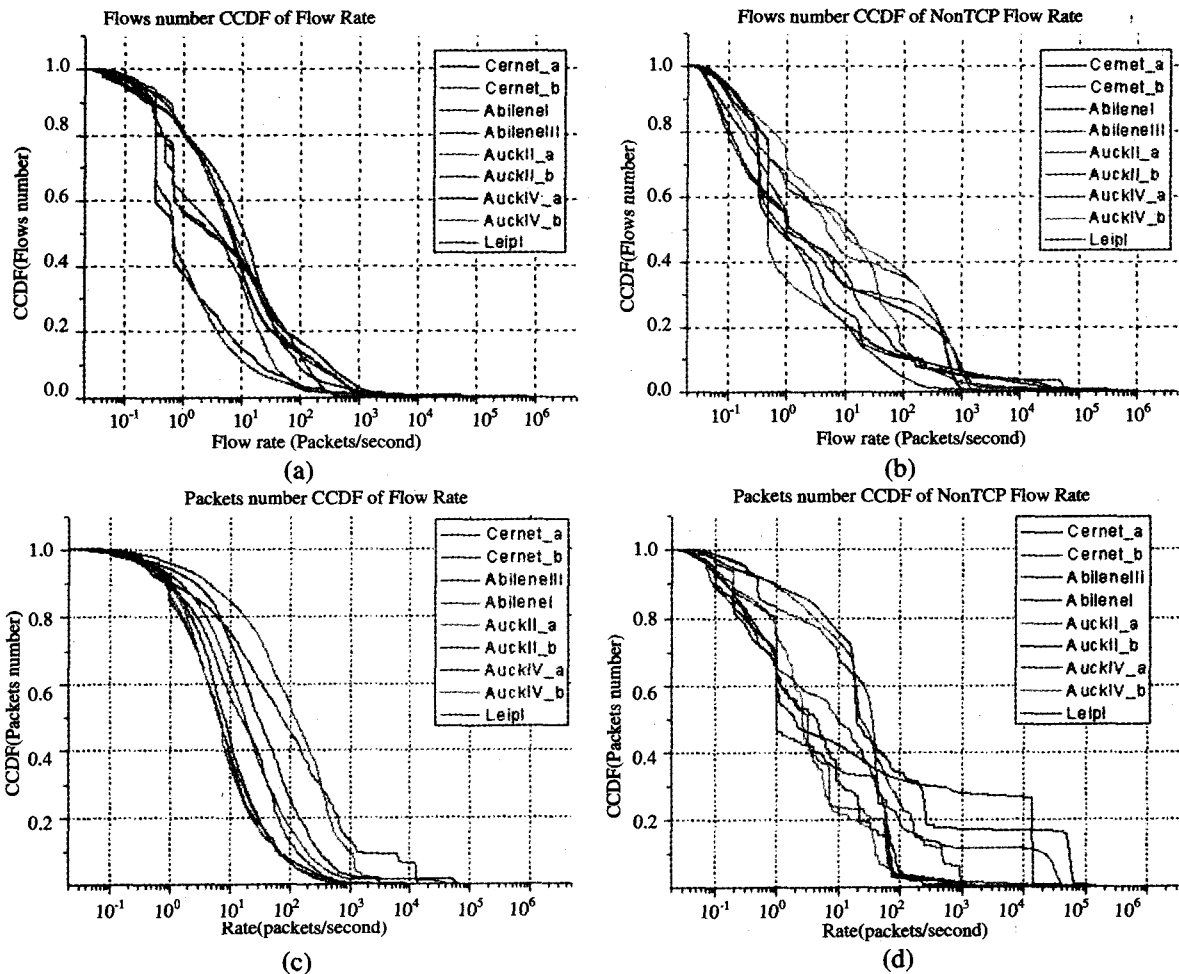 Flows number CCDF of Flow Rate
CCDF(Flows number)
1.0
0.8
0.6
0.4
0.2
0.0
10^-1 10^0 10^1 10^2 10^3 10^4 10^5 10^6
Flow rate (Packets/second)
Cernet_a
Cernet_b
AbileneI
AbileneIII
AuckII_a
AuckII_b
AuckIV_a
AuckIV_b
LeipI
(a)
Flows number CCDF of NonTCP Flow Rate
CCDF(Flows number)
1.0
0.8
0.6
0.4
0.2
0.0
10^-1 10^0 10^1 10^2 10^3 10^4 10^5 10^6
Flow rate (Packets/second)
Cernet_a
Cernet_b
AbileneI
AbileneIII
AuckII_a
AuckII_b
AuckIV_a
AuckIV_b
LeipI
(b)
Packets number CCDF of Flow Rate
CCDF(Packets number)
1.0
0.8
0.6
0.4
0.2
10^-1 10^0 10^1 10^2 10^3 10^4 10^5 10^6
Rate(packets/second)
Cernet_a
Cernet_b
AbileneIII
AbileneI
AuckII_a
AuckII_b
AuckIV_a
AuckIV_b
LeipI
(c)
Packets number CCDF of NonTCP Flow Rate
CCDF(Packets number)
1.0
0.8
0.6
0.4
0.2
10^-1 10^0 10^1 10^2 10^3 10^4 10^5 10^6
Rate(packets/second)
Cernet_a
Cernet_b
AbileneIII
AbileneI
AuckII_a
AuckII_b
AuckIV_a
AuckIV_b
LeipI
(d)